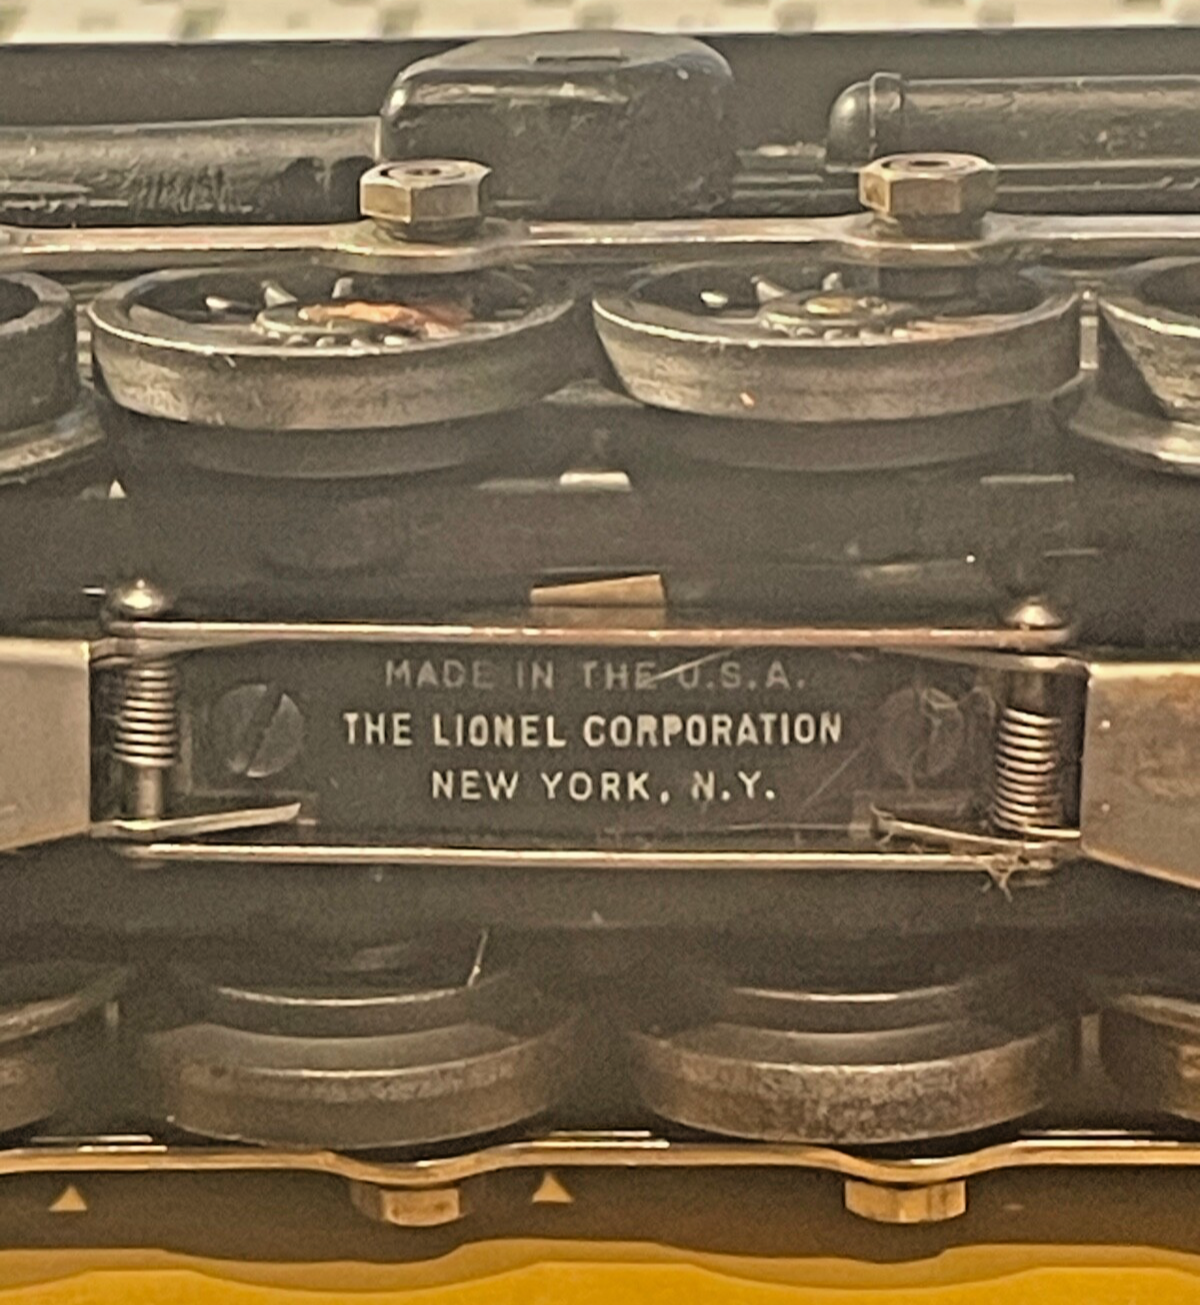 MADE IN THE U.S.A.
THE LIONEL CORPORATION
NEW YORK, N.Y.